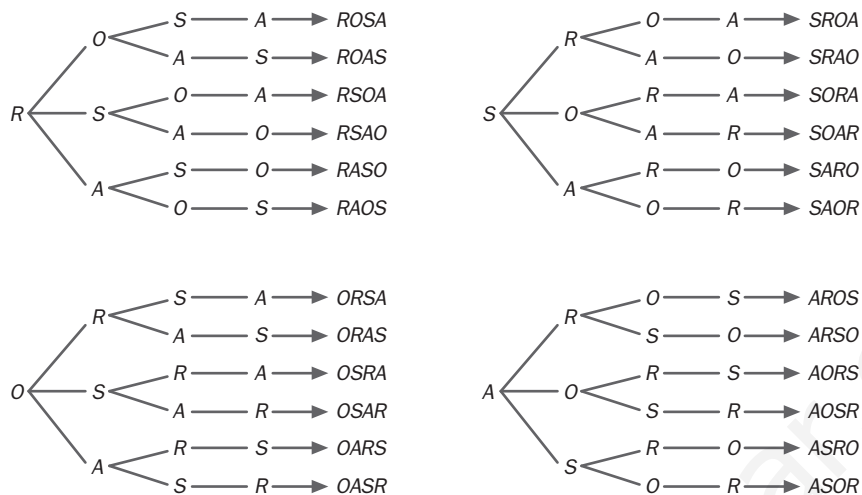 S A ROSA
O
A S ROAS
O A RSOA
R S
A O RSAO
S O RASO
A
O S RAOS
O A SROA
R
A O SRAO
R A SORA
S O
A R SOAR
R O SARO
A
O R SAOR
S A ORSA
R
A S ORAS
R A OSRA
O S
A R OSAR
R S OARS
A
S R OASR
O S AROS
R
S O ARSO
R S AORS
A O
S R AOSR
R O ASRO
S
O R ASOR